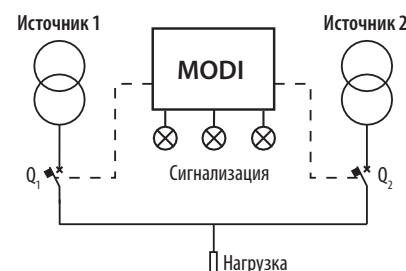 Источник 1
Источник 2
MODI
Сигнализация
Q1
Q2
Нагрузка